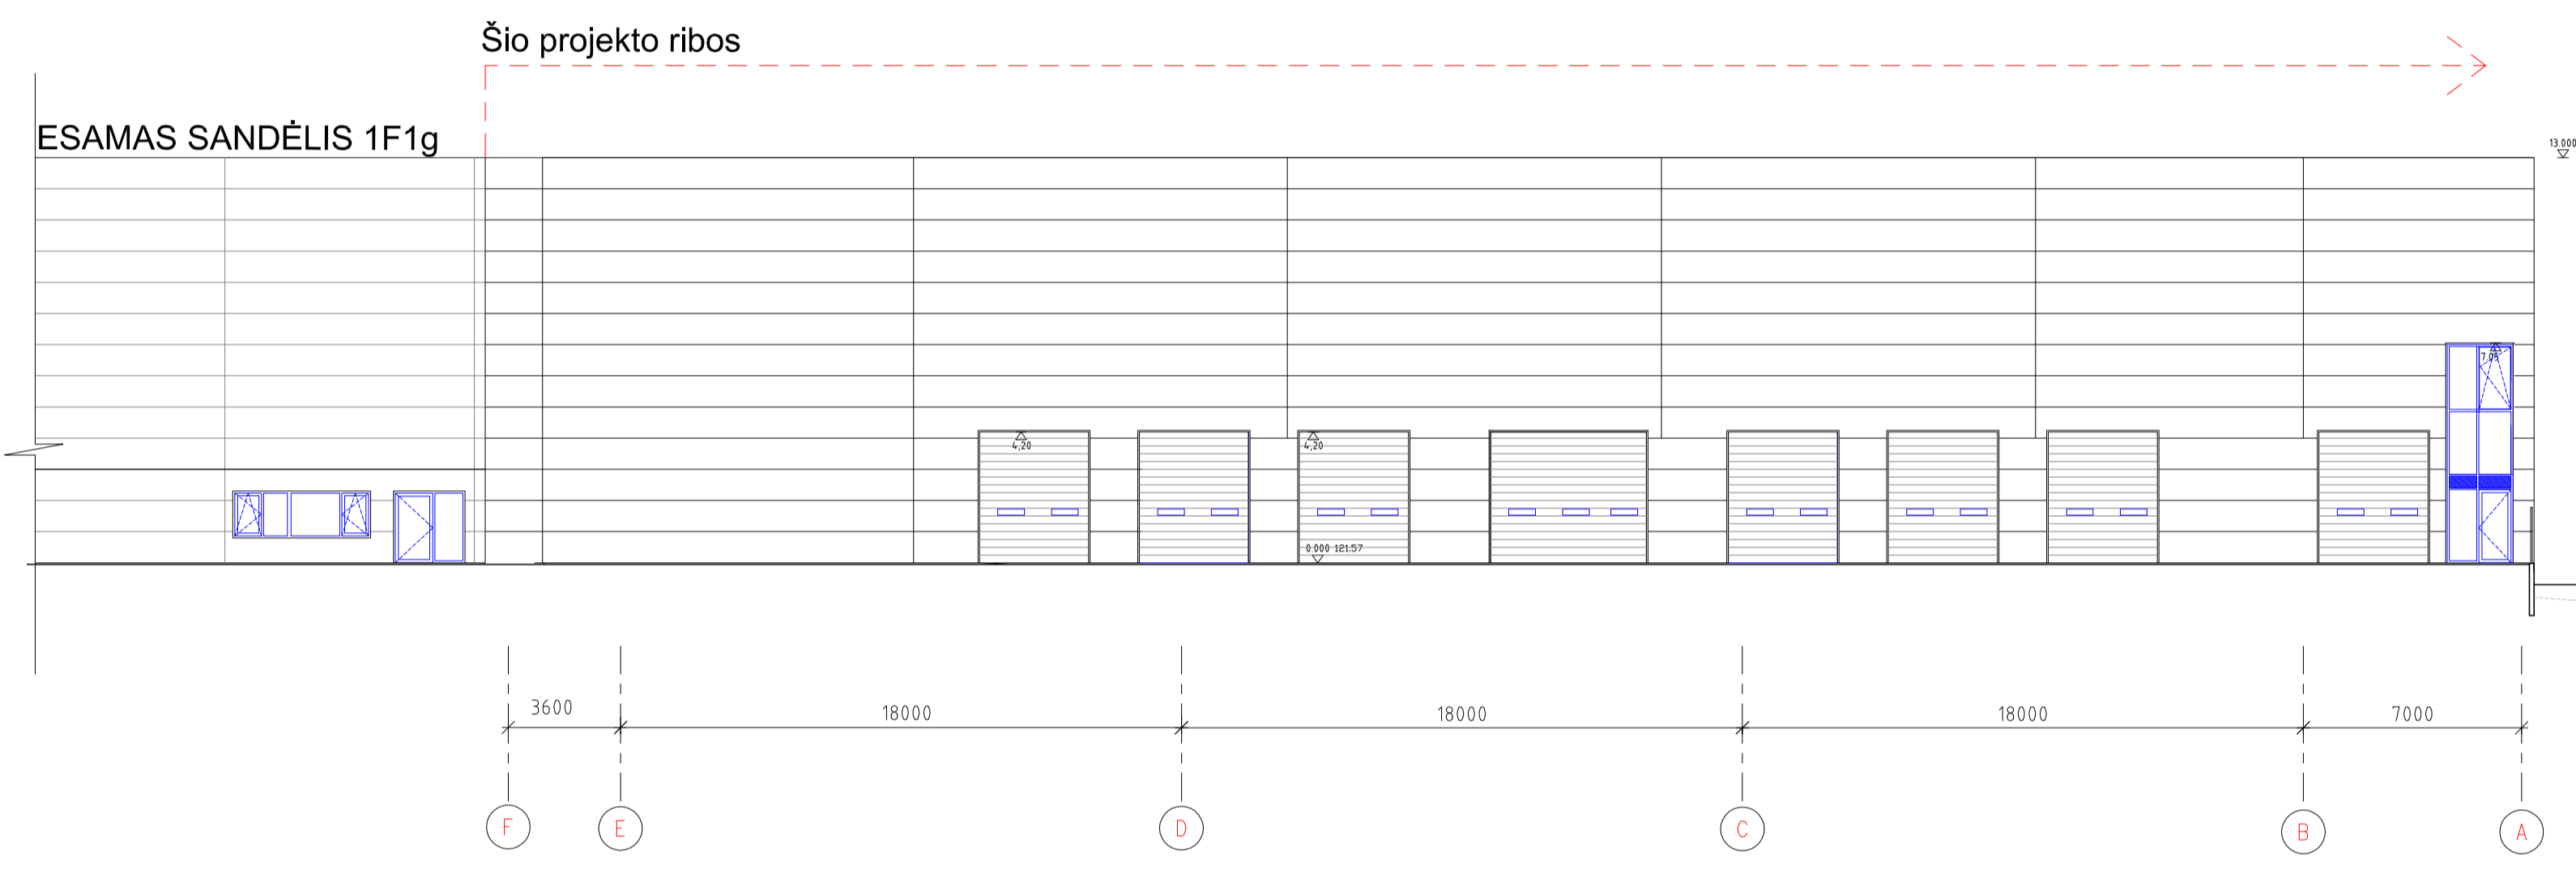 Šio projekto ribos
ESAMAS SANDĖLIS 1F1g
13.000
7.05
4,20
4,20
0.000 121.57
3600
18000
18000
18000
7000
F
E
D
C
B
A